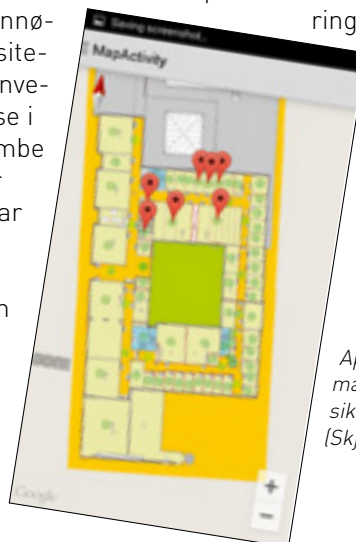 nnø-
ring
site-
nve-
se i
mbe
ar
n
Saving screenshot...
MapActivity
Google
+
−
Ap
ma
sik
(Skj